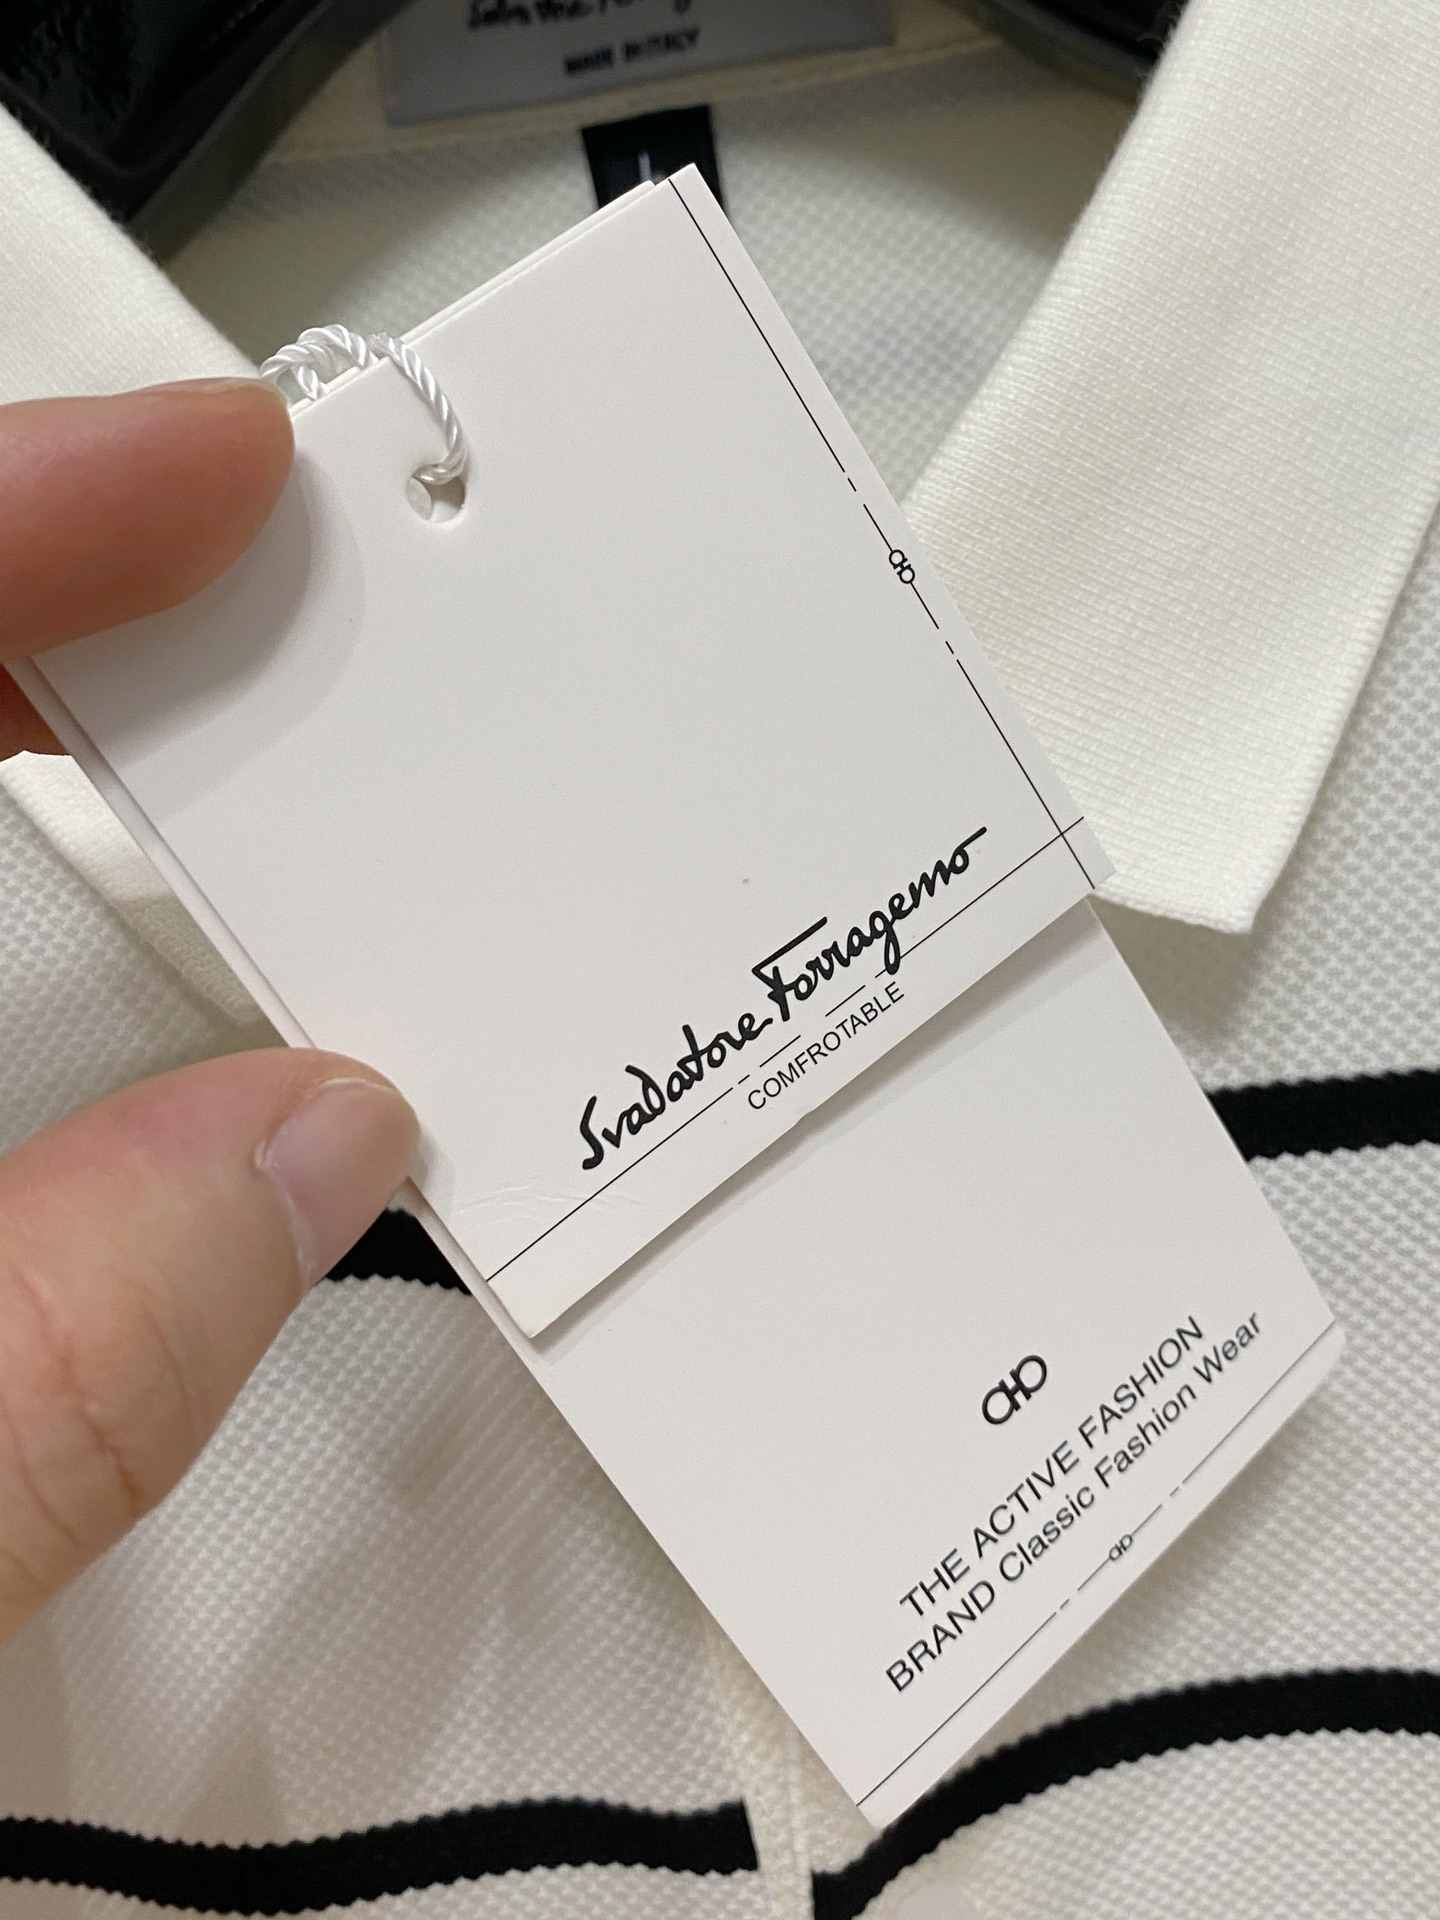 MADE IN ITALY
Svadatore Forragemo
COMFROTABLE
THE ACTIVE FASHION
BRAND Classic Fashion Wear